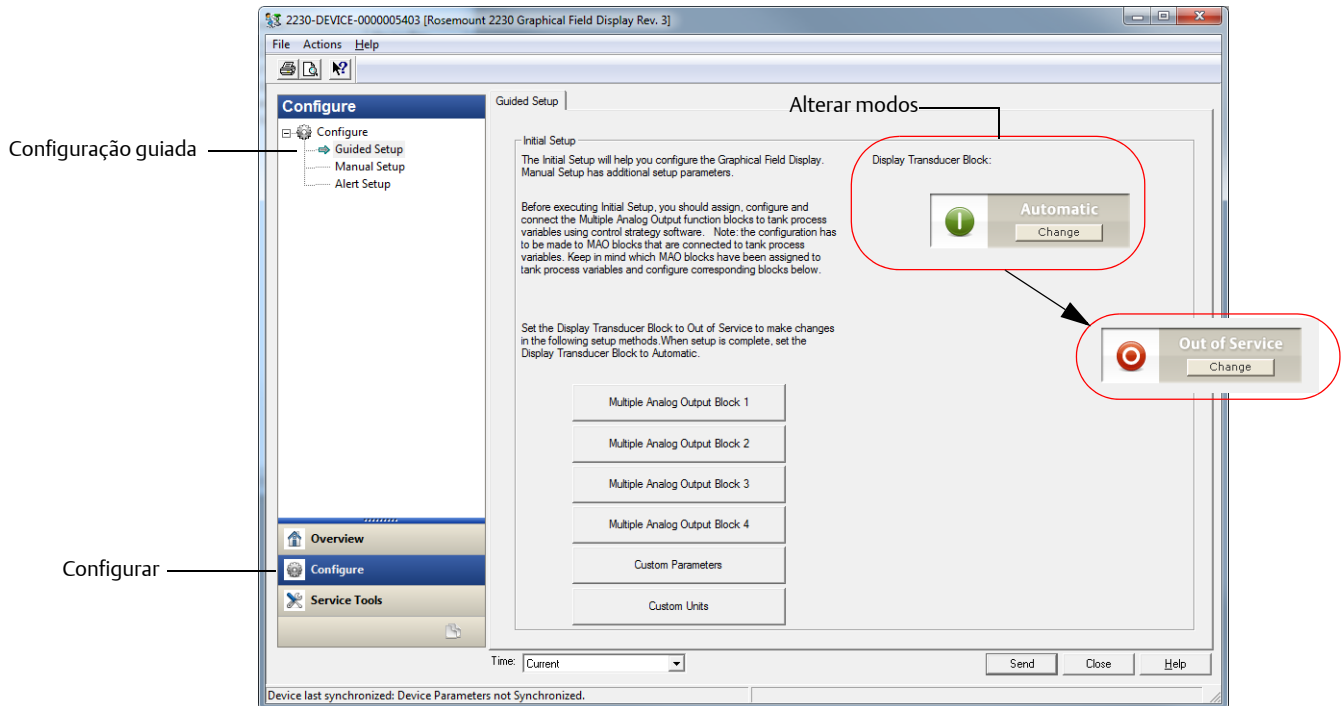 2230-DEVICE-0000005403 [Rosemount 2230 Graphical Field Display Rev. 3]
File Actions Help
Configure
Configure
Guided Setup
Manual Setup
Alert Setup
Configuração guiada
Guided Setup
Alterar modos
Initial Setup
The Initial Setup will help you configure the Graphical Field Display.
Manual Setup has additional setup parameters.
Before executing Initial Setup, you should assign, configure and
connect the Multiple Analog Output function blocks to tank process
variables using control strategy software. Note: the configuration has
to be made to MAO blocks that are connected to tank process
variables. Keep in mind which MAO blocks have been assigned to
tank process variables and configure corresponding blocks below.
Display Transducer Block:
Automatic
Change
Out of Service
Change
Set the Display Transducer Block to Out of Service to make changes
in the following setup methods.When setup is complete, set the
Display Transducer Block to Automatic.
Multiple Analog Output Block 1
Multiple Analog Output Block 2
Multiple Analog Output Block 3
Multiple Analog Output Block 4
Custom Parameters
Custom Units
Overview
Configurar
Configure
Service Tools
Time: Current
Send
Close
Help
Device last synchronized: Device Parameters not Synchronized.